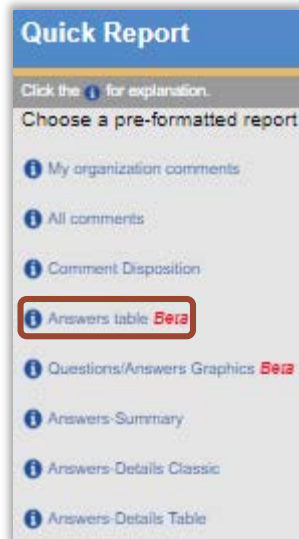 Quick Report
Click the i for explanation.
Choose a pre-formatted report
i My organization comments
i All comments
i Comment Disposition
i Answers table Beta
i Questions/Answers Graphics Beta
i Answers-Summary
i Answers-Details Classic
i Answers-Details Table